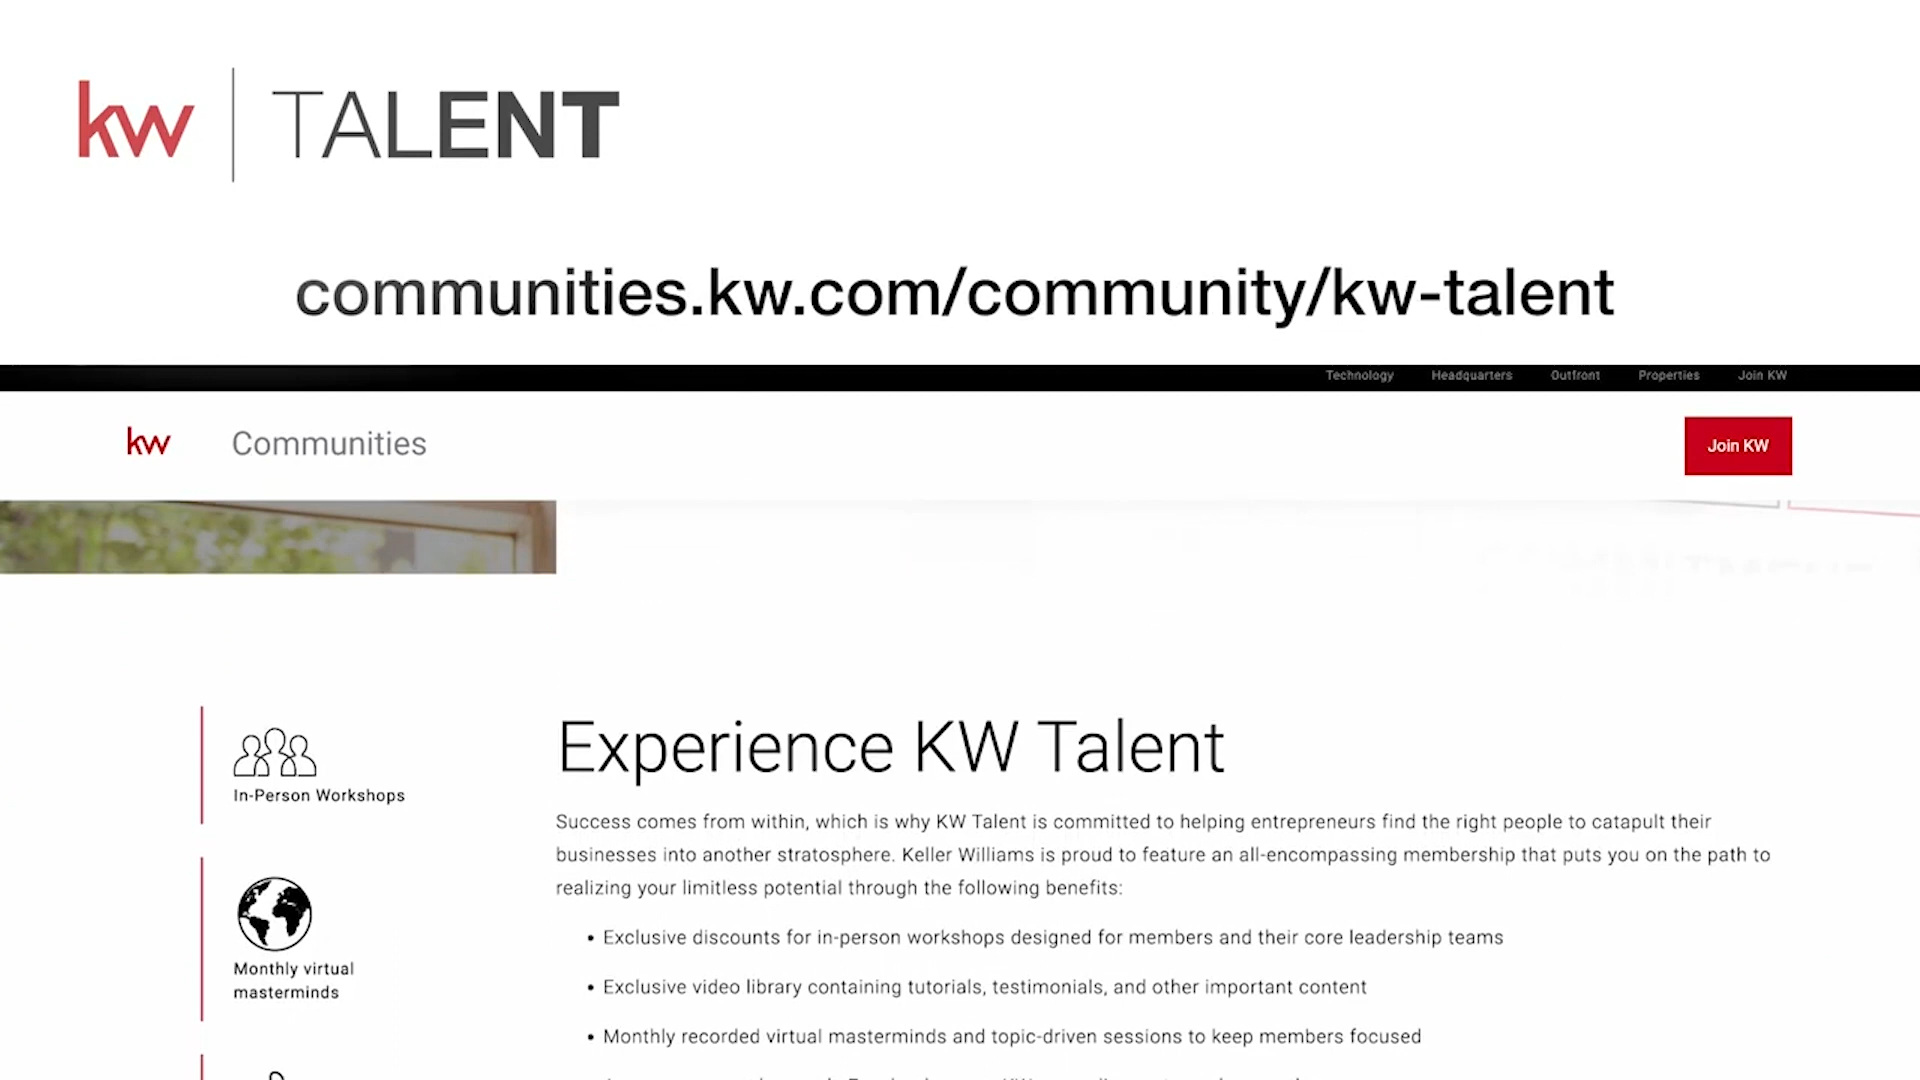 kw TALENT
communities.kw.com/community/kw-talent
Technology Headquarters Outfront Properties Join KW
kw Communities Join KW
In-Person Workshops
Monthly virtual
masterminds
Experience KW Talent
Success comes from within, which is why KW Talent is committed to helping entrepreneurs find the right people to catapult their
businesses into another stratosphere. Keller Williams is proud to feature an all-encompassing membership that puts you on the path to
realizing your limitless potential through the following benefits:
• Exclusive discounts for in-person workshops designed for members and their core leadership teams
• Exclusive video library containing tutorials, testimonials, and other important content
• Monthly recorded virtual masterminds and topic-driven sessions to keep members focused